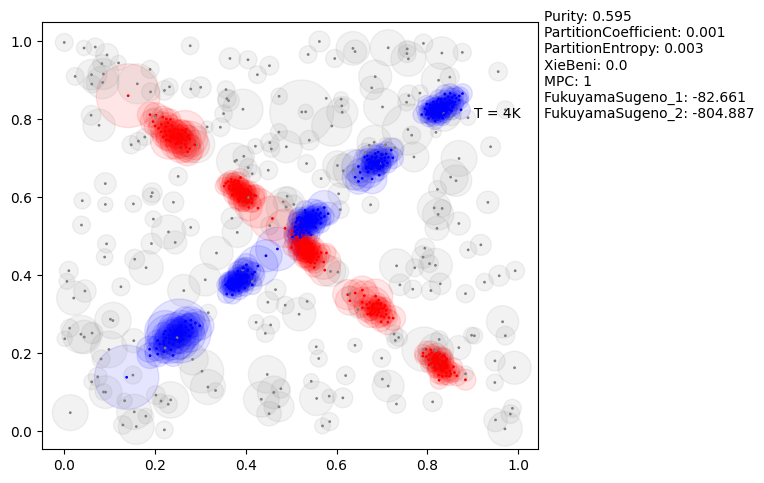 Purity: 0.595
PartitionCoefficient: 0.001
PartitionEntropy: 0.003
XieBeni: 0.0
MPC: 1
FukuyamaSugeno_1: -82.661
FukuyamaSugeno_2: -804.887
T = 4K
1.0
0.8
0.6
0.4
0.2
0.0
0.0 0.2 0.4 0.6 0.8 1.0